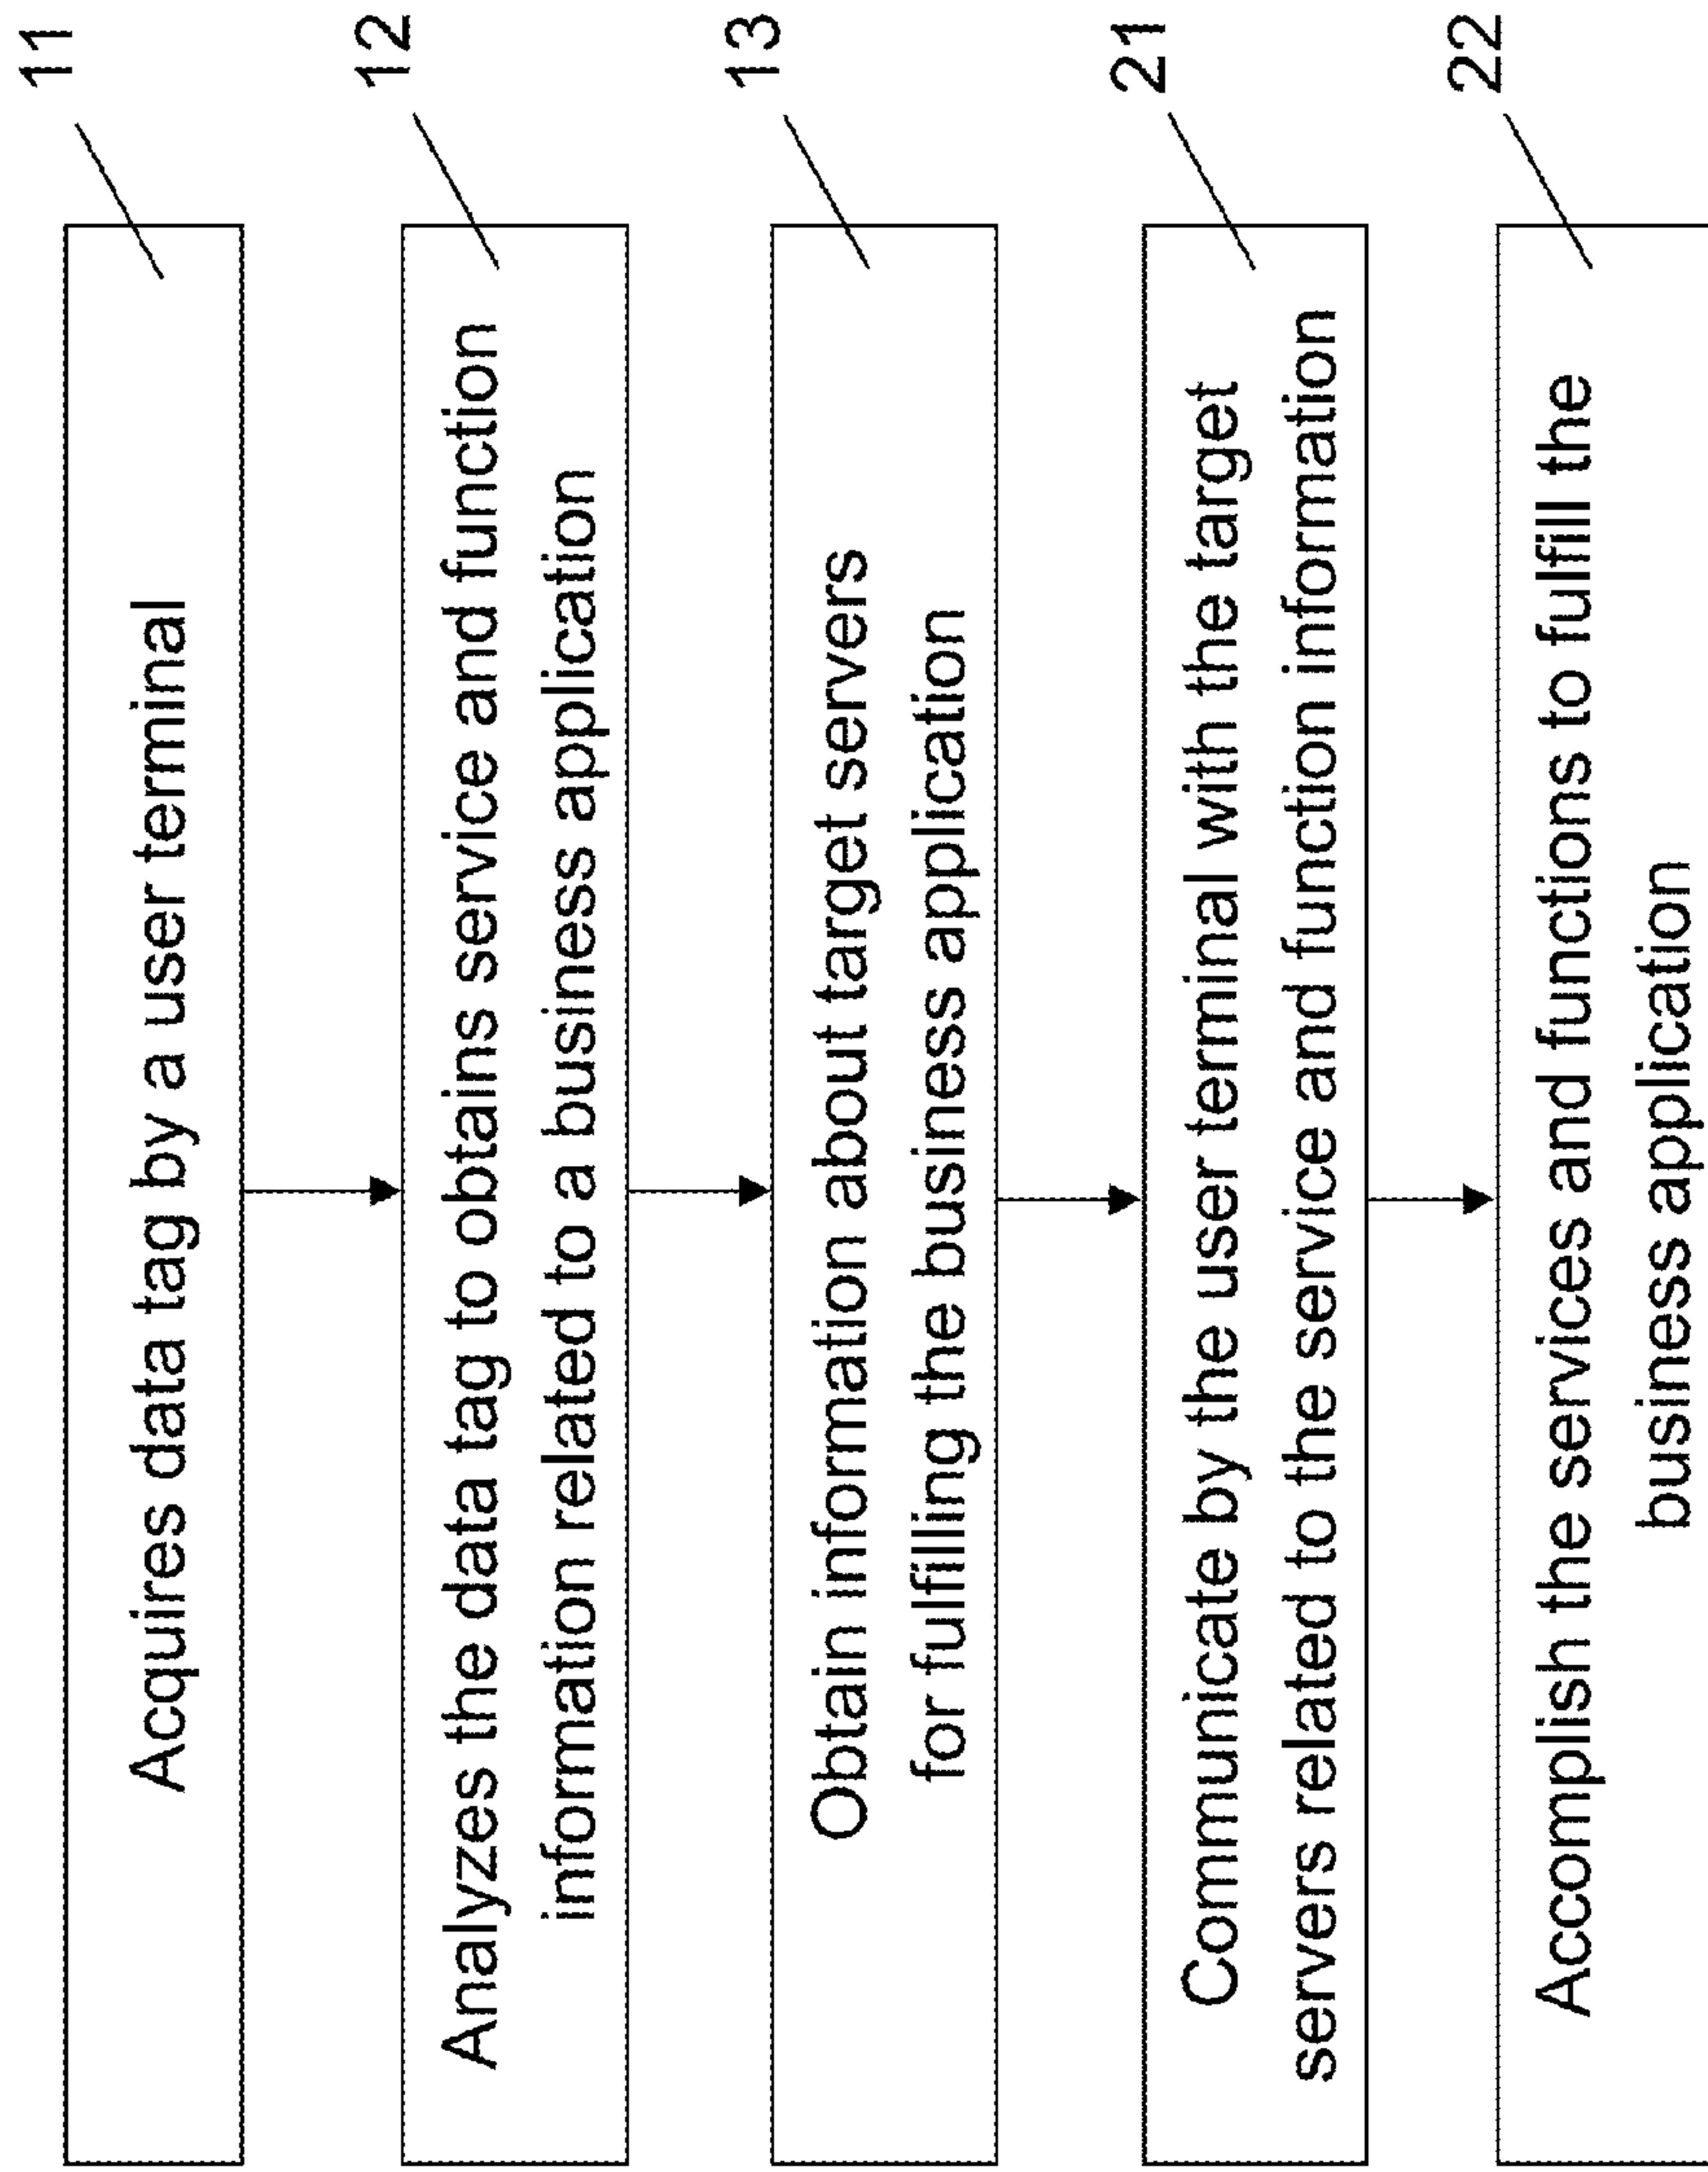 11
Acquires data tag by a user terminal
12
Analyzes the data tag to obtains service and function
information related to a business application
13
Obtain information about target servers
for fulfilling the business application
21
Communicate by the user terminal with the target
servers related to the service and function information
22
Accomplish the services and functions to fulfill the
business application